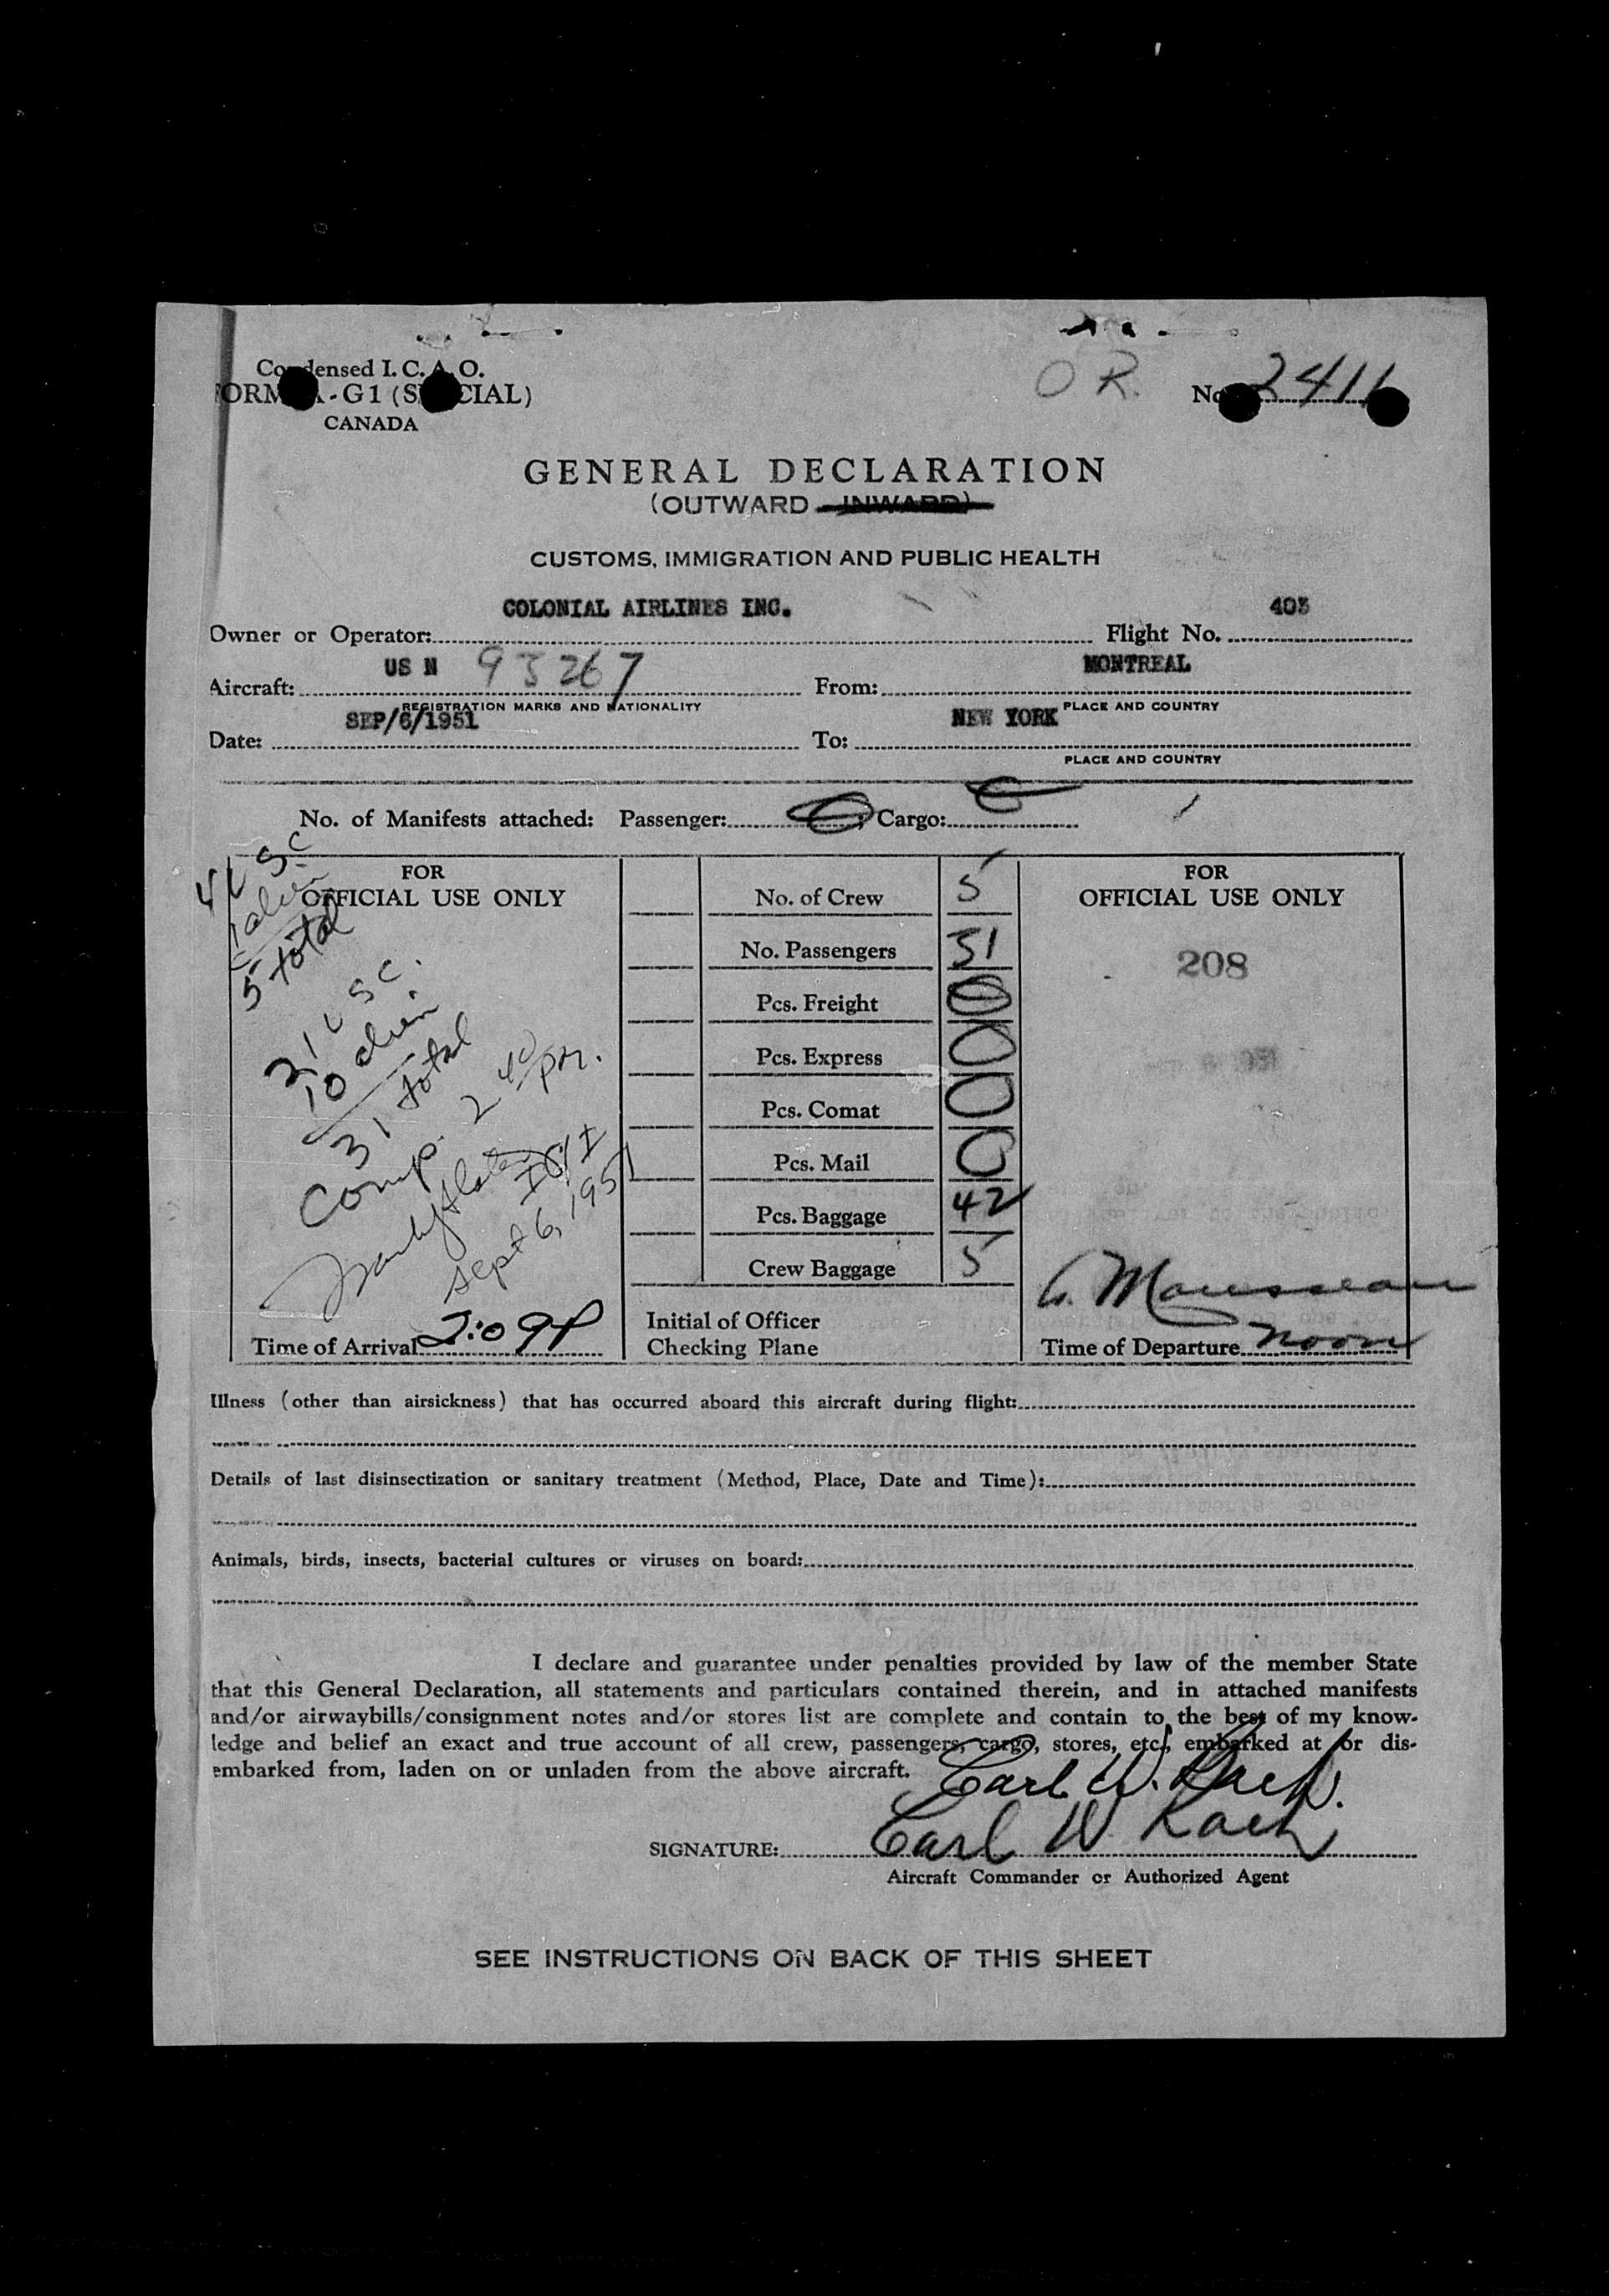 Condensed I. C. A. O.
FORM A - G1 (SPECIAL)
CANADA
O R.
No. 2411
GENERAL DECLARATION
(OUTWARD - INWARD)
CUSTOMS, IMMIGRATION AND PUBLIC HEALTH
COLONIAL AIRLINES INC. 403
Owner or Operator: Flight No.
US N 93267 MONTREAL
Aircraft: From:
REGISTRATION MARKS AND NATIONALITY PLACE AND COUNTRY
SEP/6/1951 NEW YORK
Date: To:
PLACE AND COUNTRY
No. of Manifests attached: Passenger: 0; Cargo: 0
FOR
OFFICIAL USE ONLY
4 U S.C
1 alien
5 total
21 U S C.
10 alien
31 total
Comp. 2 40 pm.
Sept 6, 1951
Time of Arrival 2:09 P
No. of Crew 5
No. Passengers 31
Pcs. Freight 0
Pcs. Express 0
Pcs. Comat 0
Pcs. Mail 0
Pcs. Baggage 42
Crew Baggage 5
Initial of Officer
Checking Plane
FOR
OFFICIAL USE ONLY
208
Time of Departure noon
Illness (other than airsickness) that has occurred aboard this aircraft during flight:
Details of last disinsectization or sanitary treatment (Method, Place, Date and Time):
Animals, birds, insects, bacterial cultures or viruses on board:
I declare and guarantee under penalties provided by law of the member State
that this General Declaration, all statements and particulars contained therein, and in attached manifests
and/or airwaybills/consignment notes and/or stores list are complete and contain to the best of my know-
ledge and belief an exact and true account of all crew, passengers, cargo, stores, etc., embarked at or dis-
embarked from, laden on or unladen from the above aircraft.
Carl W.
SIGNATURE: Carl W
Aircraft Commander or Authorized Agent
SEE INSTRUCTIONS ON BACK OF THIS SHEET